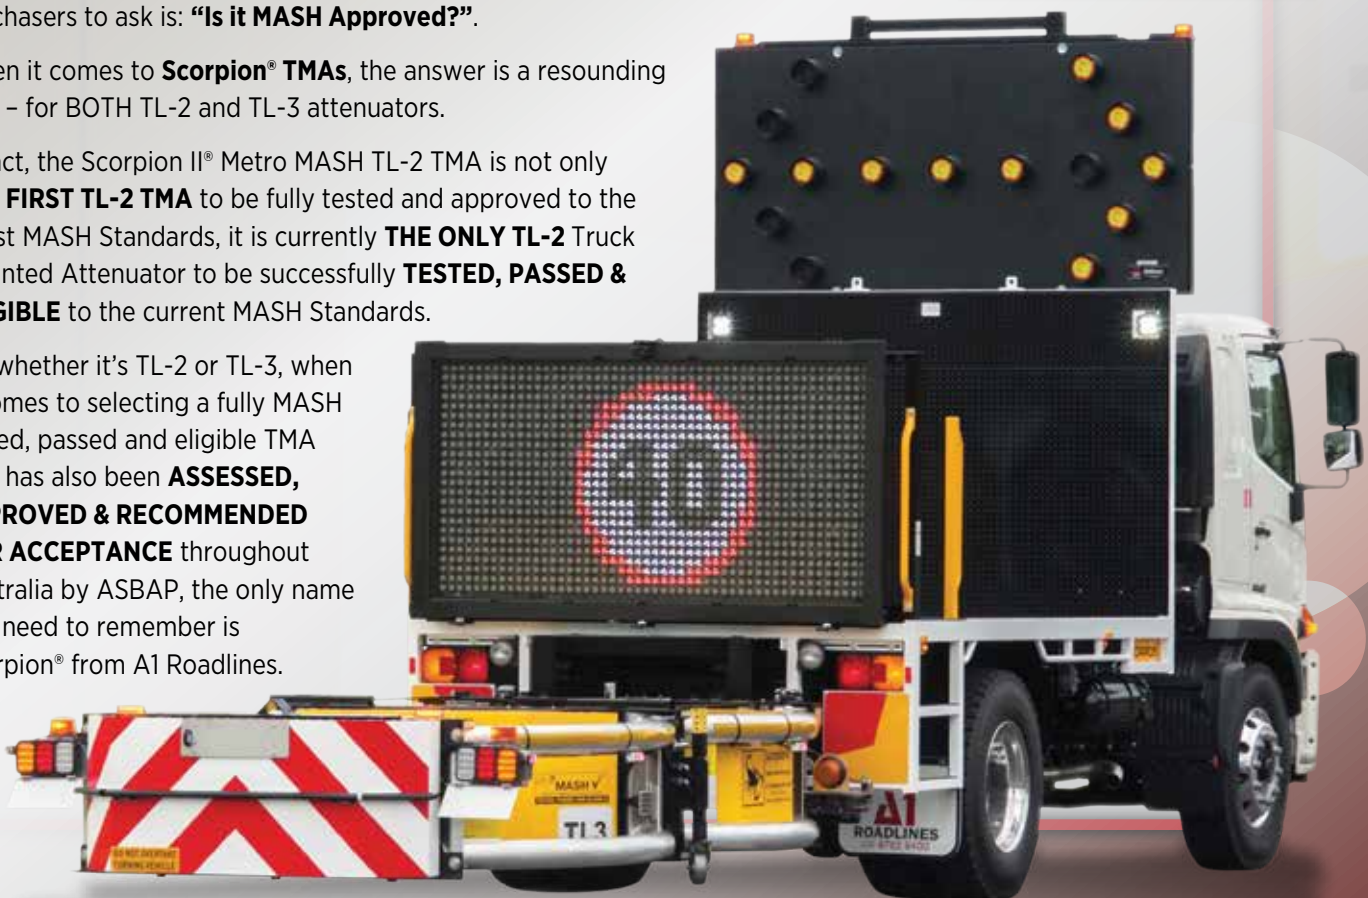 chasers to ask is: “Is it MASH Approved?”.
en it comes to Scorpion® TMAs, the answer is a resounding
– for BOTH TL-2 and TL-3 attenuators.
act, the Scorpion II® Metro MASH TL-2 TMA is not only
FIRST TL-2 TMA to be fully tested and approved to the
st MASH Standards, it is currently THE ONLY TL-2 Truck
nted Attenuator to be successfully TESTED, PASSED &
GIBLE to the current MASH Standards.
whether it’s TL-2 or TL-3, when
omes to selecting a fully MASH
ed, passed and eligible TMA
has also been ASSESSED,
PROVED & RECOMMENDED
R ACCEPTANCE throughout
tralia by ASBAP, the only name
need to remember is
rpion® from A1 Roadlines.
40
MASH
TL3
DO NOT OVERTAKE
TURNING VEHICLE
A1
ROADLINES